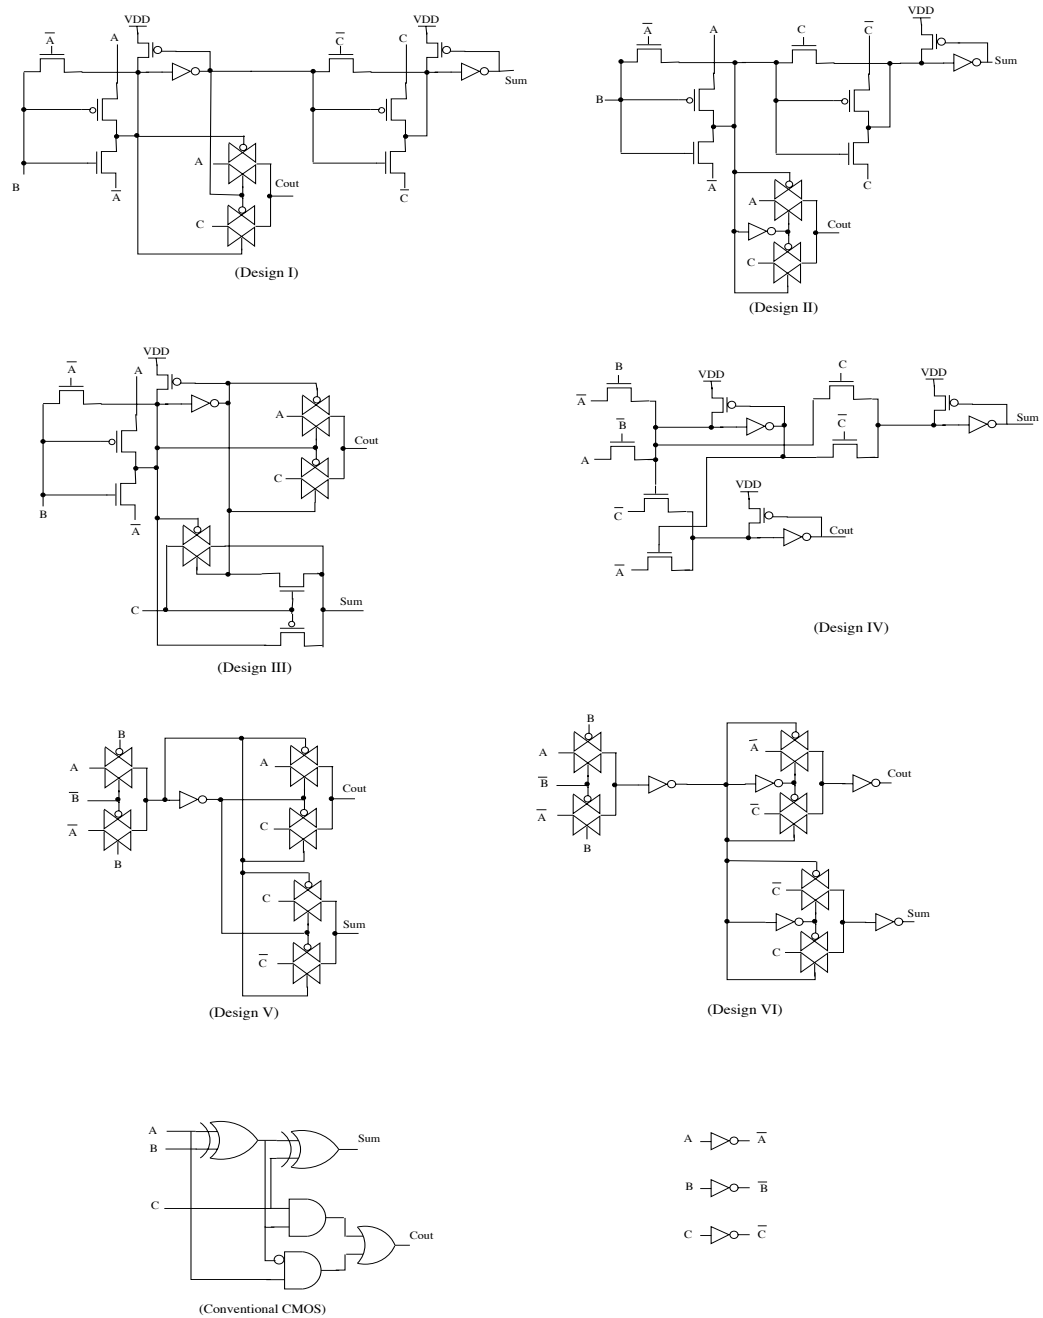 VDD
A̅ A
C̅ C VDD
Sum
A
Cout
B
A̅
C
C̅
(Design I)
VDD
A̅ A
C C̅
Sum
B
A̅
C
A
Cout
C
(Design II)
VDD
A̅ A
A
Cout
C
B
A̅
C
Sum
(Design III)
B
A̅
VDD
C
VDD
B̅
C̅
Sum
A
VDD
C̅
Cout
A̅
(Design IV)
B
A
B̅
A̅
B
A
Cout
C
C
Sum
C̅
(Design V)
B
A
B̅
A̅
B
A̅
Cout
C̅
C̅
Sum
C
(Design VI)
A
B
Sum
C
Cout
(Conventional CMOS)
A A̅
B B̅
C C̅